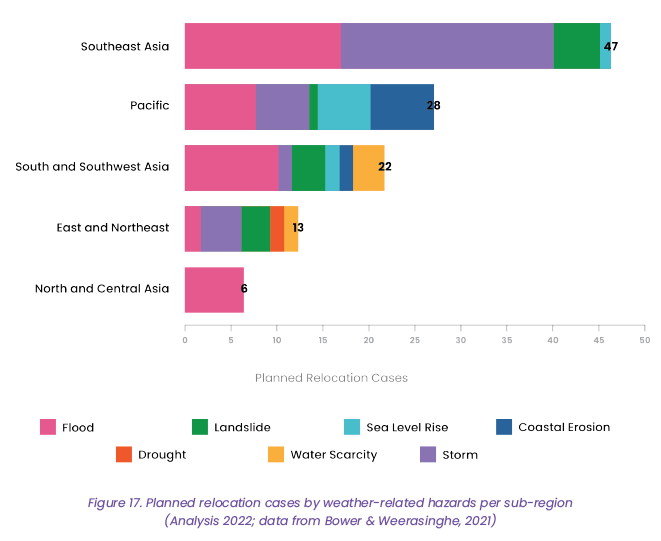 Southeast Asia
47
Pacific
28
South and Southwest Asia
22
East and Northeast
13
North and Central Asia
6
0 5 10 15 20 25 30 35 40 45 50
Planned Relocation Cases
Flood Landslide Sea Level Rise Coastal Erosion
Drought Water Scarcity Storm
Figure 17. Planned relocation cases by weather-related hazards per sub-region
(Analysis 2022; data from Bower & Weerasinghe, 2021)